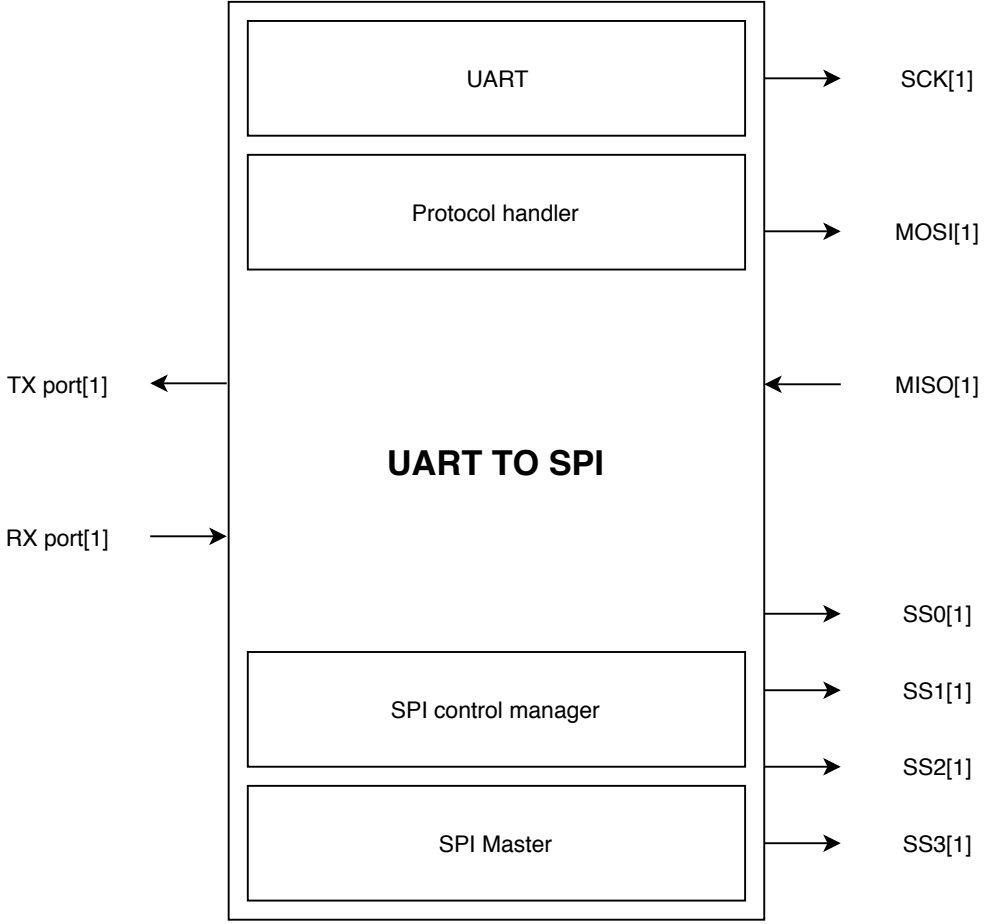 UART
SCK[1]
Protocol handler
MOSI[1]
TX port[1]
MISO[1]
UART TO SPI
RX port[1]
SS0[1]
SPI control manager
SS1[1]
SS2[1]
SPI Master
SS3[1]